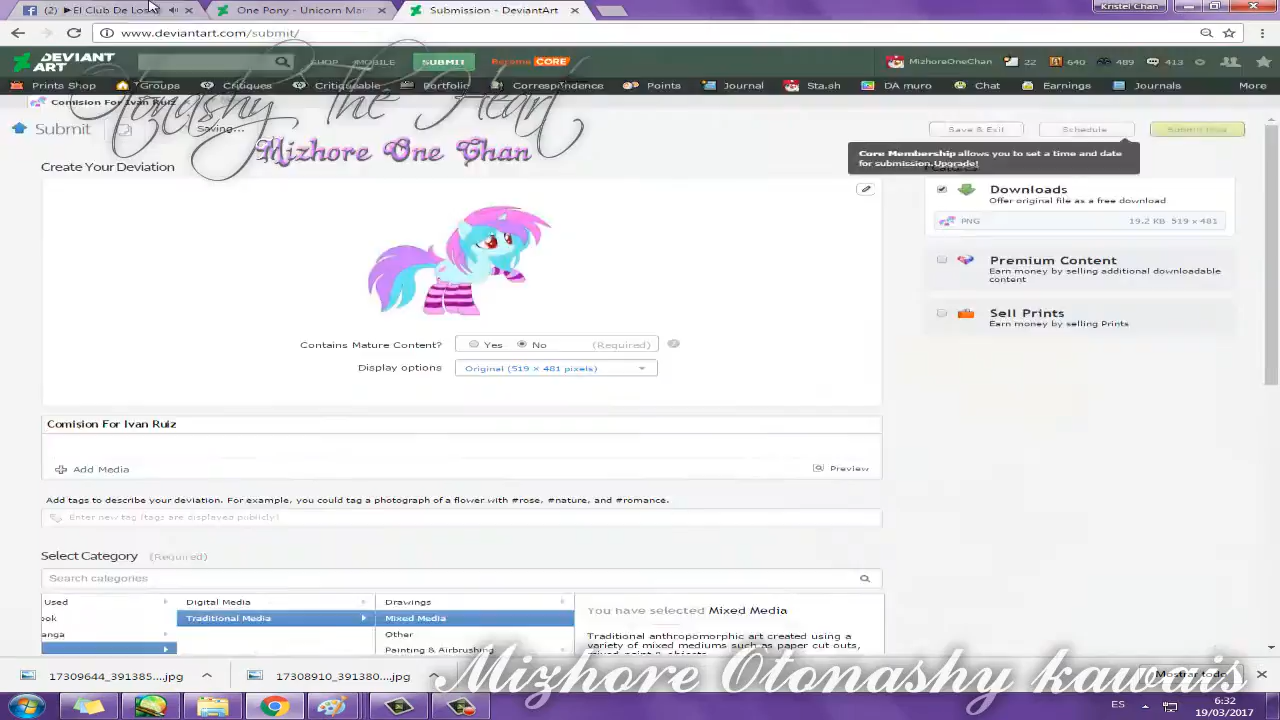 (2) ►El Club De Lo
One Pony - Unicorn Ma
Submission - DeviantArt
Kristel Chan
www.deviantart.com/submit/
DEVIANT ART
SHOP
MOBILE
SUBMIT
Become CORE
MizhoreOneChan
22
640
489
413
Prints Shop
Groups
Critiques
Critiqueable
Portfolio
Correspondence
Points
Journal
Sta.sh
DA muro
Chat
Earnings
Journals
More
Otonashy The Heart
Comision For Ivan Ruiz
Submit
Saving...
Save & Exit
Schedule
Submit Now
Mizhore One Chan
Core Membership allows you to set a time and date
for submission.Upgrade!
Create Your Deviation
Downloads
Offer original file as a free download
PNG
19.2 KB 519 x 481
Premium Content
Earn money by selling additional downloadable
content
Sell Prints
Earn money by selling Prints
Contains Mature Content?
Yes
No
(Required)
Display options
Original (519 × 481 pixels)
Comision For Ivan Ruiz
Add Media
Preview
Add tags to describe your deviation. For example, you could tag a photograph of a flower with #rose, #nature, and #romance.
Enter new tag (tags are displayed publicly)
Select Category (Required)
Search categories
Used
Digital Media
Drawings
ook
Traditional Media
Mixed Media
anga
Other
Painting & Airbrushing
You have selected Mixed Media
Traditional anthropomorphic art created using a
variety of mixed mediums such as paper cut outs,
Mizhore Otonashy kawais
17309644_391385....jpg
17308910_391380....jpg
Mostrar todo
ES
6:32
19/03/2017